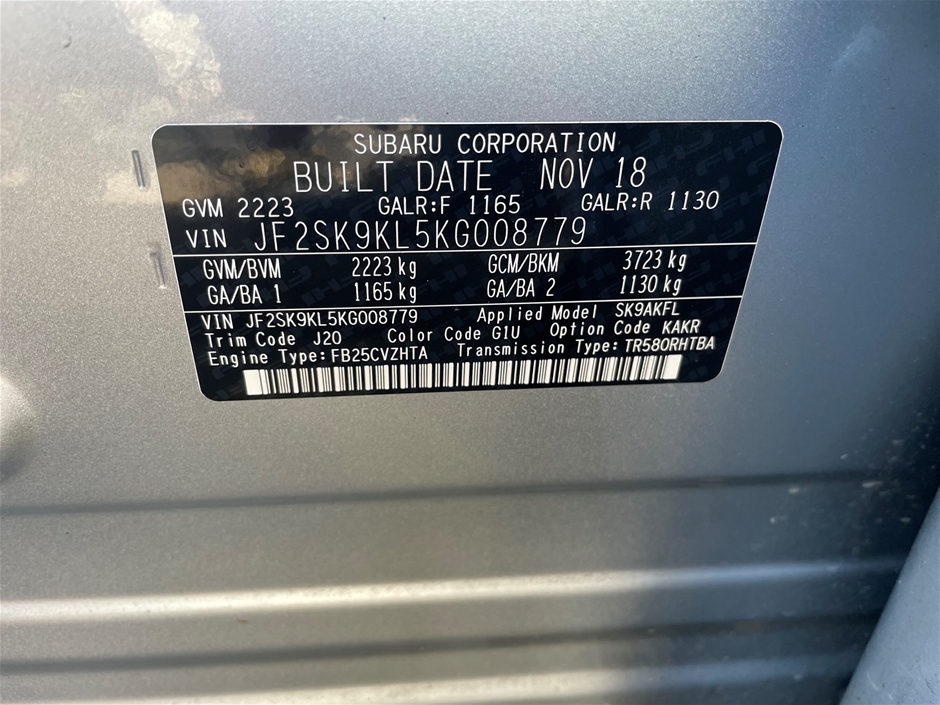 SUBARU CORPORATION
BUILT DATE NOV 18
GVM 2223 GALR:F 1165 GALR:R 1130
VIN JF2SK9KL5KG008779
GVM/BVM 2223 kg GCM/BKM 3723 kg
GA/BA 1 1165 kg GA/BA 2 1130 kg
VIN JF2SK9KL5KG008779 Applied Model SK9AKFL
Trim Code J20 Color Code G1U Option Code KAKR
Engine Type: FB25CVZHTA Transmission Type: TR580RHTBA